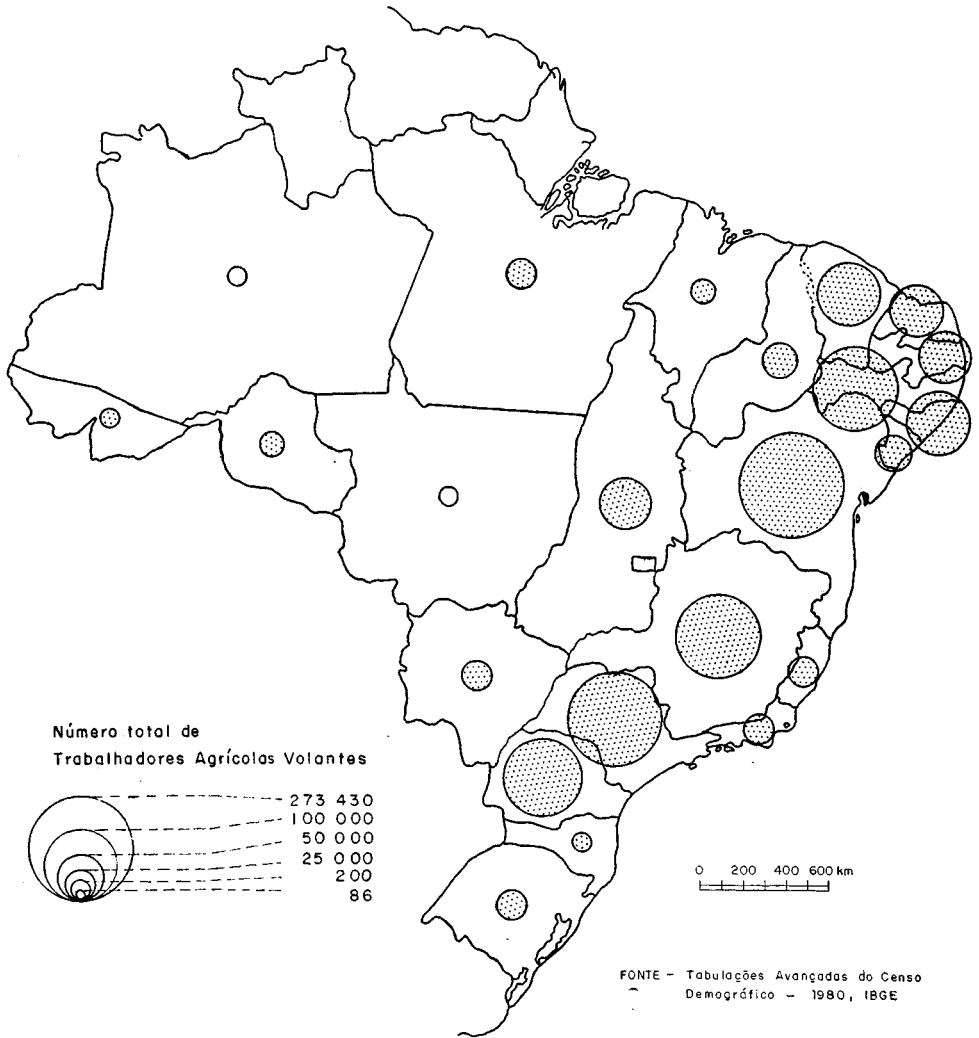 Número total de
Trabalhadores Agrícolas Volantes
273 430
100 000
50 000
25 000
200
86
0 200 400 600 km
FONTE – Tabulações Avançadas do Censo
Demográfico – 1980, IBGE